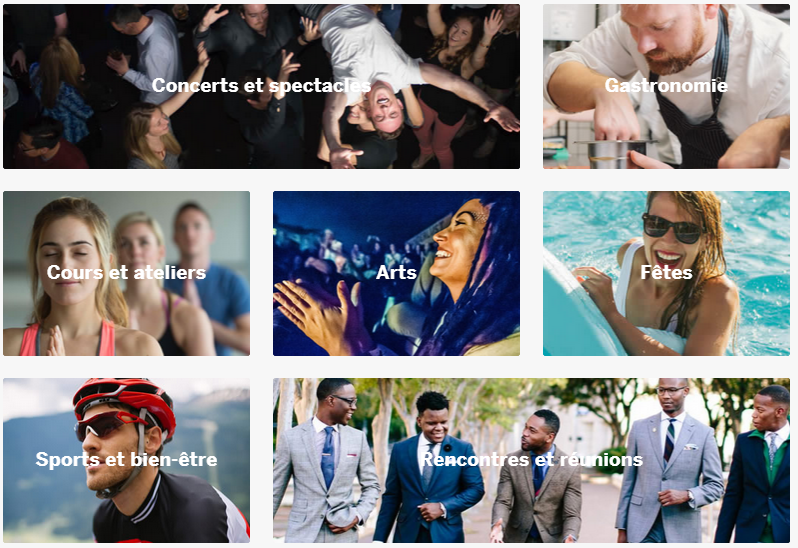 Concerts et spectacles
Gastronomie
Cours et ateliers
Arts
Fêtes
Sports et bien-être
Rencontres et réunions